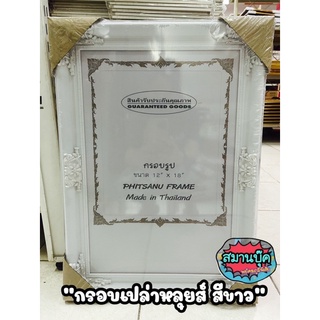 สินค้ารับประกันคุณภาพ
GUARANTEED GOODS
กรอบรูป
ขนาด 12" X 18"
PHITSANU FRAME
Made in Thailand
สมานบุ๊ค
"กรอบเปล่าหลุยส์ สีขาว"